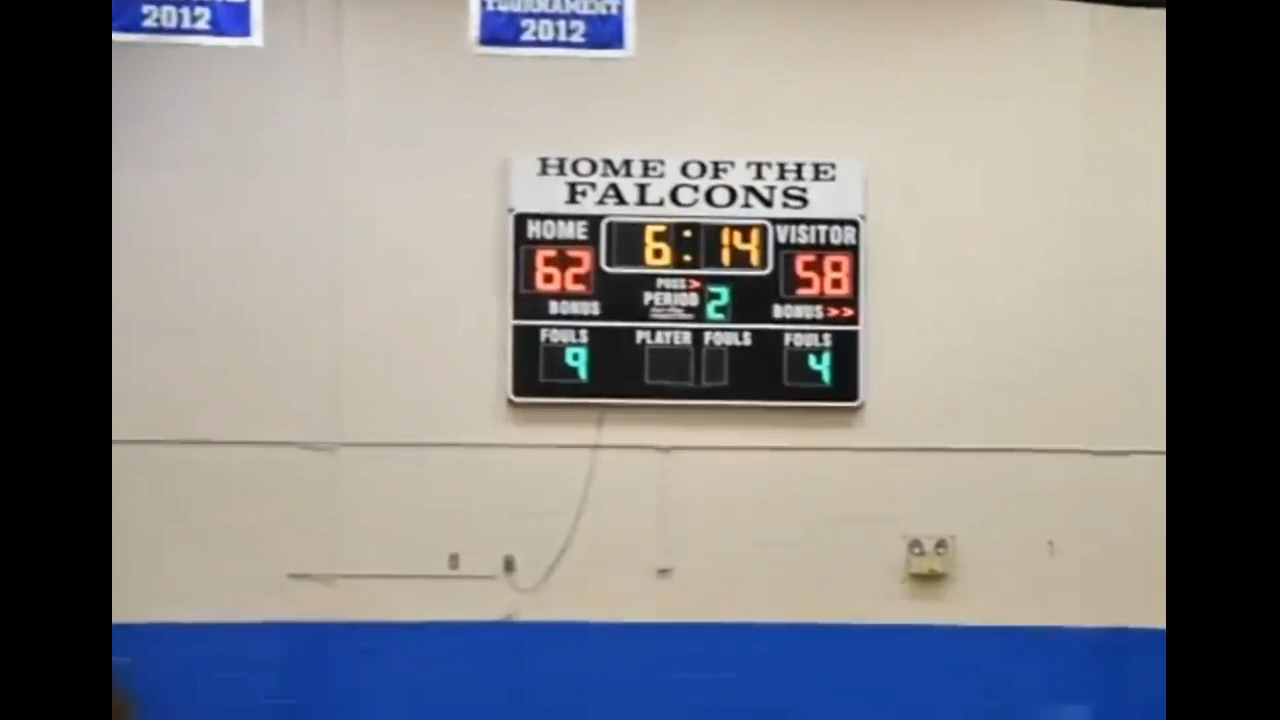 2012
TOURNAMENT
2012
HOME OF THE
FALCONS
HOME 6:14 VISITOR
62 58
POSS >
PERIOD 2
BONUS BONUS >>
FOULS PLAYER FOULS FOULS
9 4